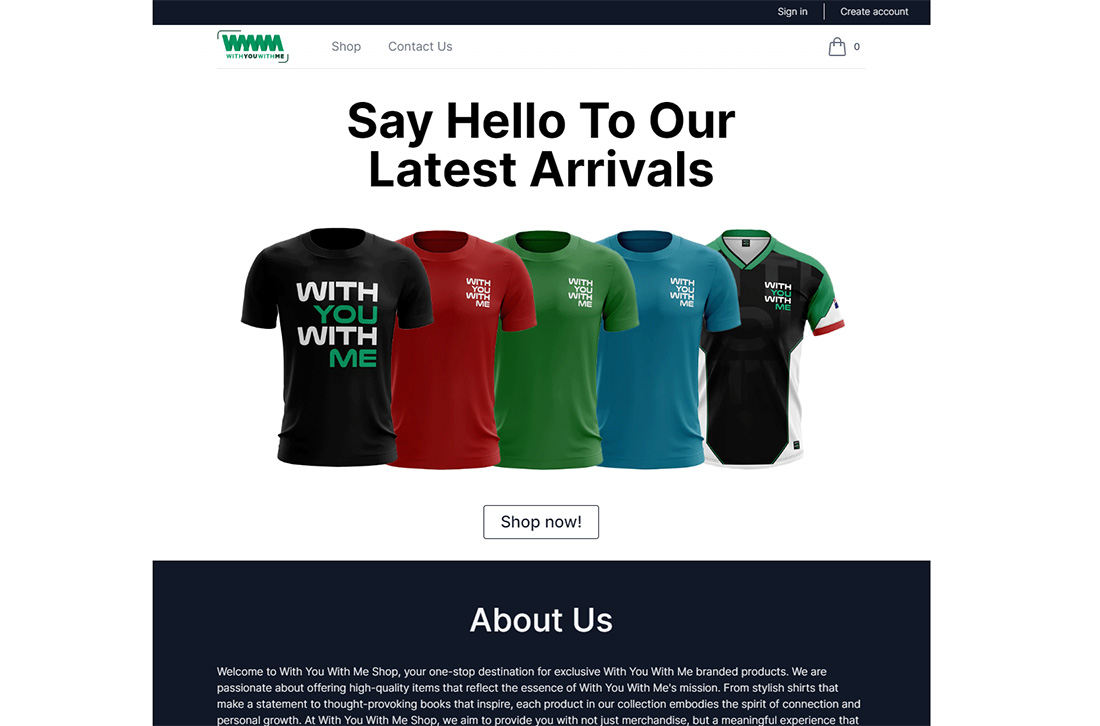 Sign in
Create account
WYWM
WITHYOUWITHME
Shop
Contact Us
0
Say Hello To Our
Latest Arrivals
WITH
YOU
WITH
ME
WITH
YOU
WITH
ME
WITH
YOU
WITH
ME
WITH
YOU
WITH
ME
WITH
YOU
WITH
ME
Shop now!
About Us
Welcome to With You With Me Shop, your one-stop destination for exclusive With You With Me branded products. We are
passionate about offering high-quality items that reflect the essence of With You With Me's mission. From stylish shirts that
make a statement to thought-provoking books that inspire, each product in our collection embodies the spirit of connection and
personal growth. At With You With Me Shop, we aim to provide you with not just merchandise, but a meaningful experience that